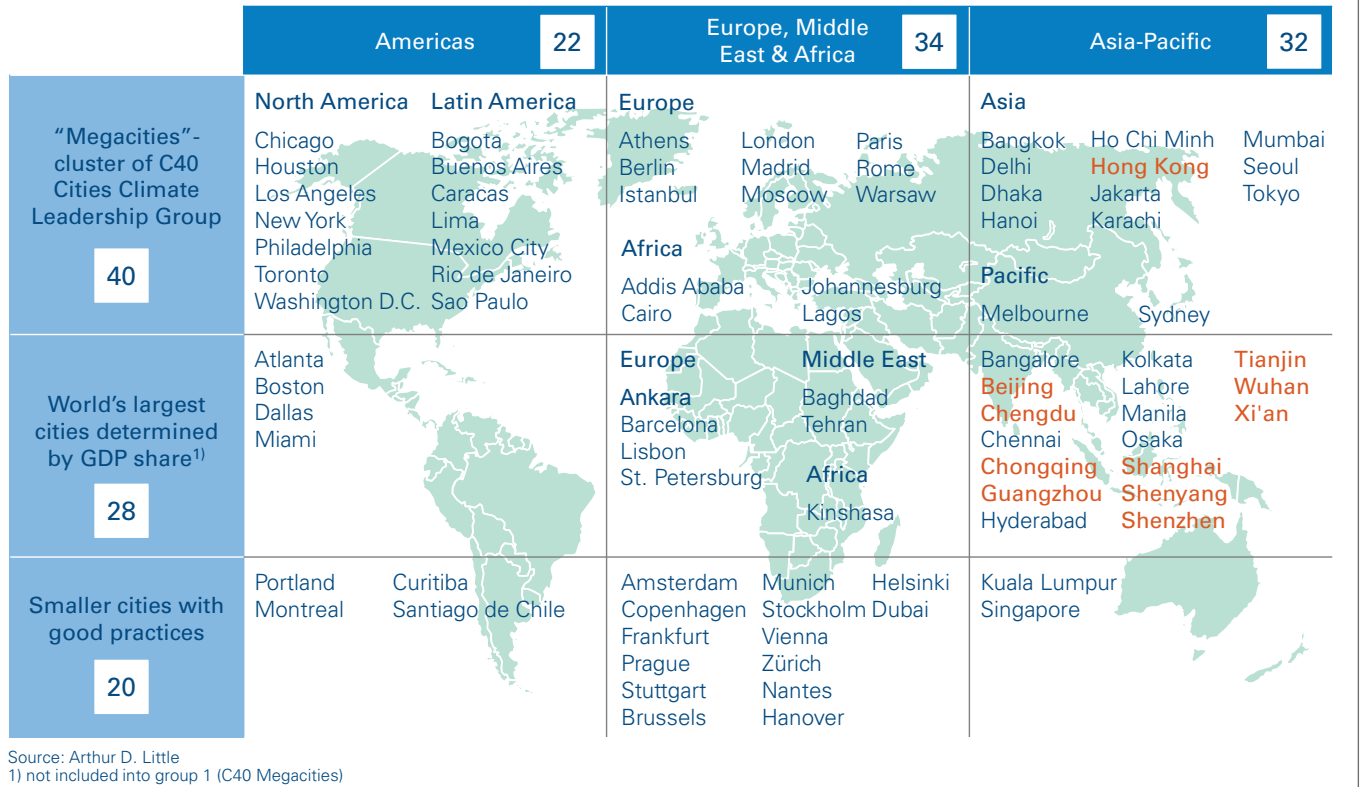 Americas 22
Europe, Middle
East & Africa 34
Asia-Pacific 32
“Megacities”-
cluster of C40
Cities Climate
Leadership Group
40
North America Latin America
Chicago Bogota
Houston Buenos Aires
Los Angeles Caracas
New York Lima
Philadelphia Mexico City
Toronto Rio de Janeiro
Washington D.C. Sao Paulo
Europe
Athens London Paris
Berlin Madrid Rome
Istanbul Moscow Warsaw
Africa
Addis Ababa Johannesburg
Cairo Lagos
Asia
Bangkok Ho Chi Minh Mumbai
Delhi Hong Kong Seoul
Dhaka Jakarta Tokyo
Hanoi Karachi
Pacific
Melbourne Sydney
World’s largest
cities determined
by GDP share1)
28
Atlanta
Boston
Dallas
Miami
Europe Middle East
Ankara Baghdad
Barcelona Tehran
Lisbon
St. Petersburg Africa
Kinshasa
Bangalore Kolkata Tianjin
Beijing Lahore Wuhan
Chengdu Manila Xi'an
Chennai Osaka
Chongqing Shanghai
Guangzhou Shenyang
Hyderabad Shenzhen
Smaller cities with
good practices
20
Portland Curitiba
Montreal Santiago de Chile
Amsterdam Munich Helsinki
Copenhagen Stockholm Dubai
Frankfurt Vienna
Prague Zürich
Stuttgart Nantes
Brussels Hanover
Kuala Lumpur
Singapore
Source: Arthur D. Little
1) not included into group 1 (C40 Megacities)